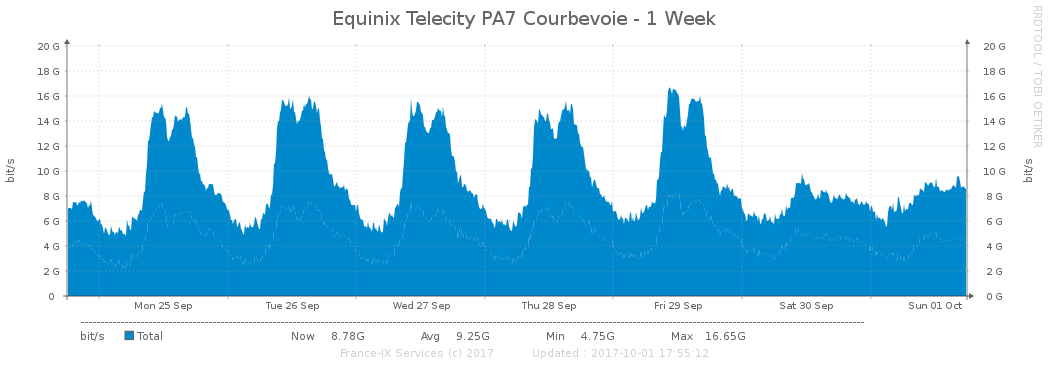 Equinix Telecity PA7 Courbevoie - 1 Week
RRDTOOL / TOBI OETIKER
20 G 20 G
18 G 18 G
16 G 16 G
14 G 14 G
12 G 12 G
10 G 10 G
8 G 8 G
6 G 6 G
4 G 4 G
2 G 2 G
0 0 G
bit/s
bit/s
Mon 25 Sep Tue 26 Sep Wed 27 Sep Thu 28 Sep Fri 29 Sep Sat 30 Sep Sun 01 Oct
bit/s Total Now 8.78G Avg 9.25G Min 4.75G Max 16.65G
France-IX Services (c) 2017 Updated : 2017-10-01 17:55:12